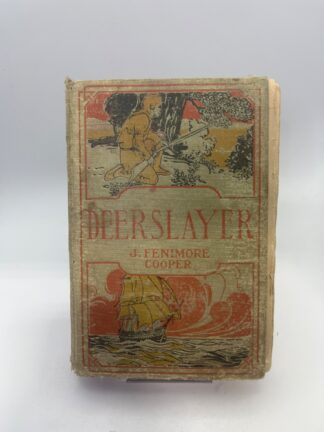 DEERSLAYER
J. FENIMORE
COOPER